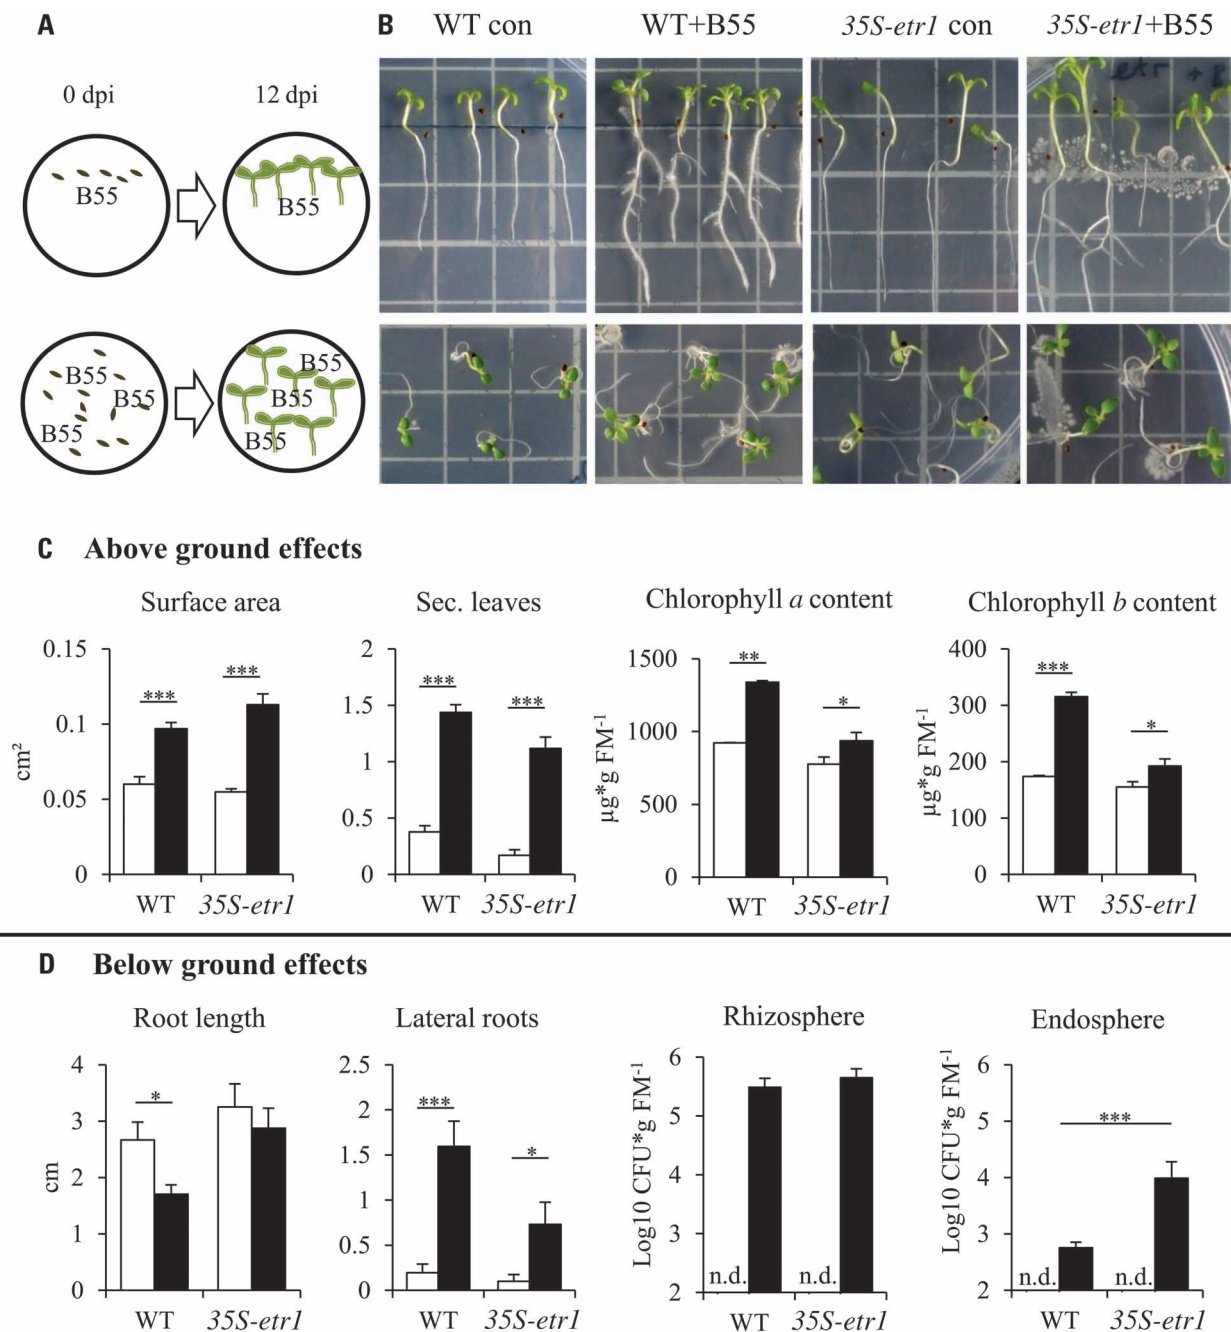 A
B
WT con
WT+B55
35S-etr1 con
35S-etr1+B55
0 dpi
12 dpi
B55
B55
etr + B
B55
B55
B55
B55
B55
B55
C Above ground effects
Surface area
Sec. leaves
Chlorophyll a content
Chlorophyll b content
0.15
0.1
0.05
0
cm²
***
***
WT
35S-etr1
2
1.5
1
0.5
0
***
***
WT
35S-etr1
1500
1000
500
0
µg*g FM⁻¹
**
*
WT
35S-etr1
400
300
200
100
0
µg*g FM⁻¹
***
*
WT
35S-etr1
D Below ground effects
Root length
Lateral roots
Rhizosphere
Endosphere
4
3
2
1
0
cm
*
WT
35S-etr1
2.5
2
1.5
1
0.5
0
***
*
WT
35S-etr1
6
5
4
3
2
Log10 CFU*g FM⁻¹
n.d.
n.d.
WT
35S-etr1
6
5
4
3
2
Log10 CFU*g FM⁻¹
***
n.d.
n.d.
WT
35S-etr1